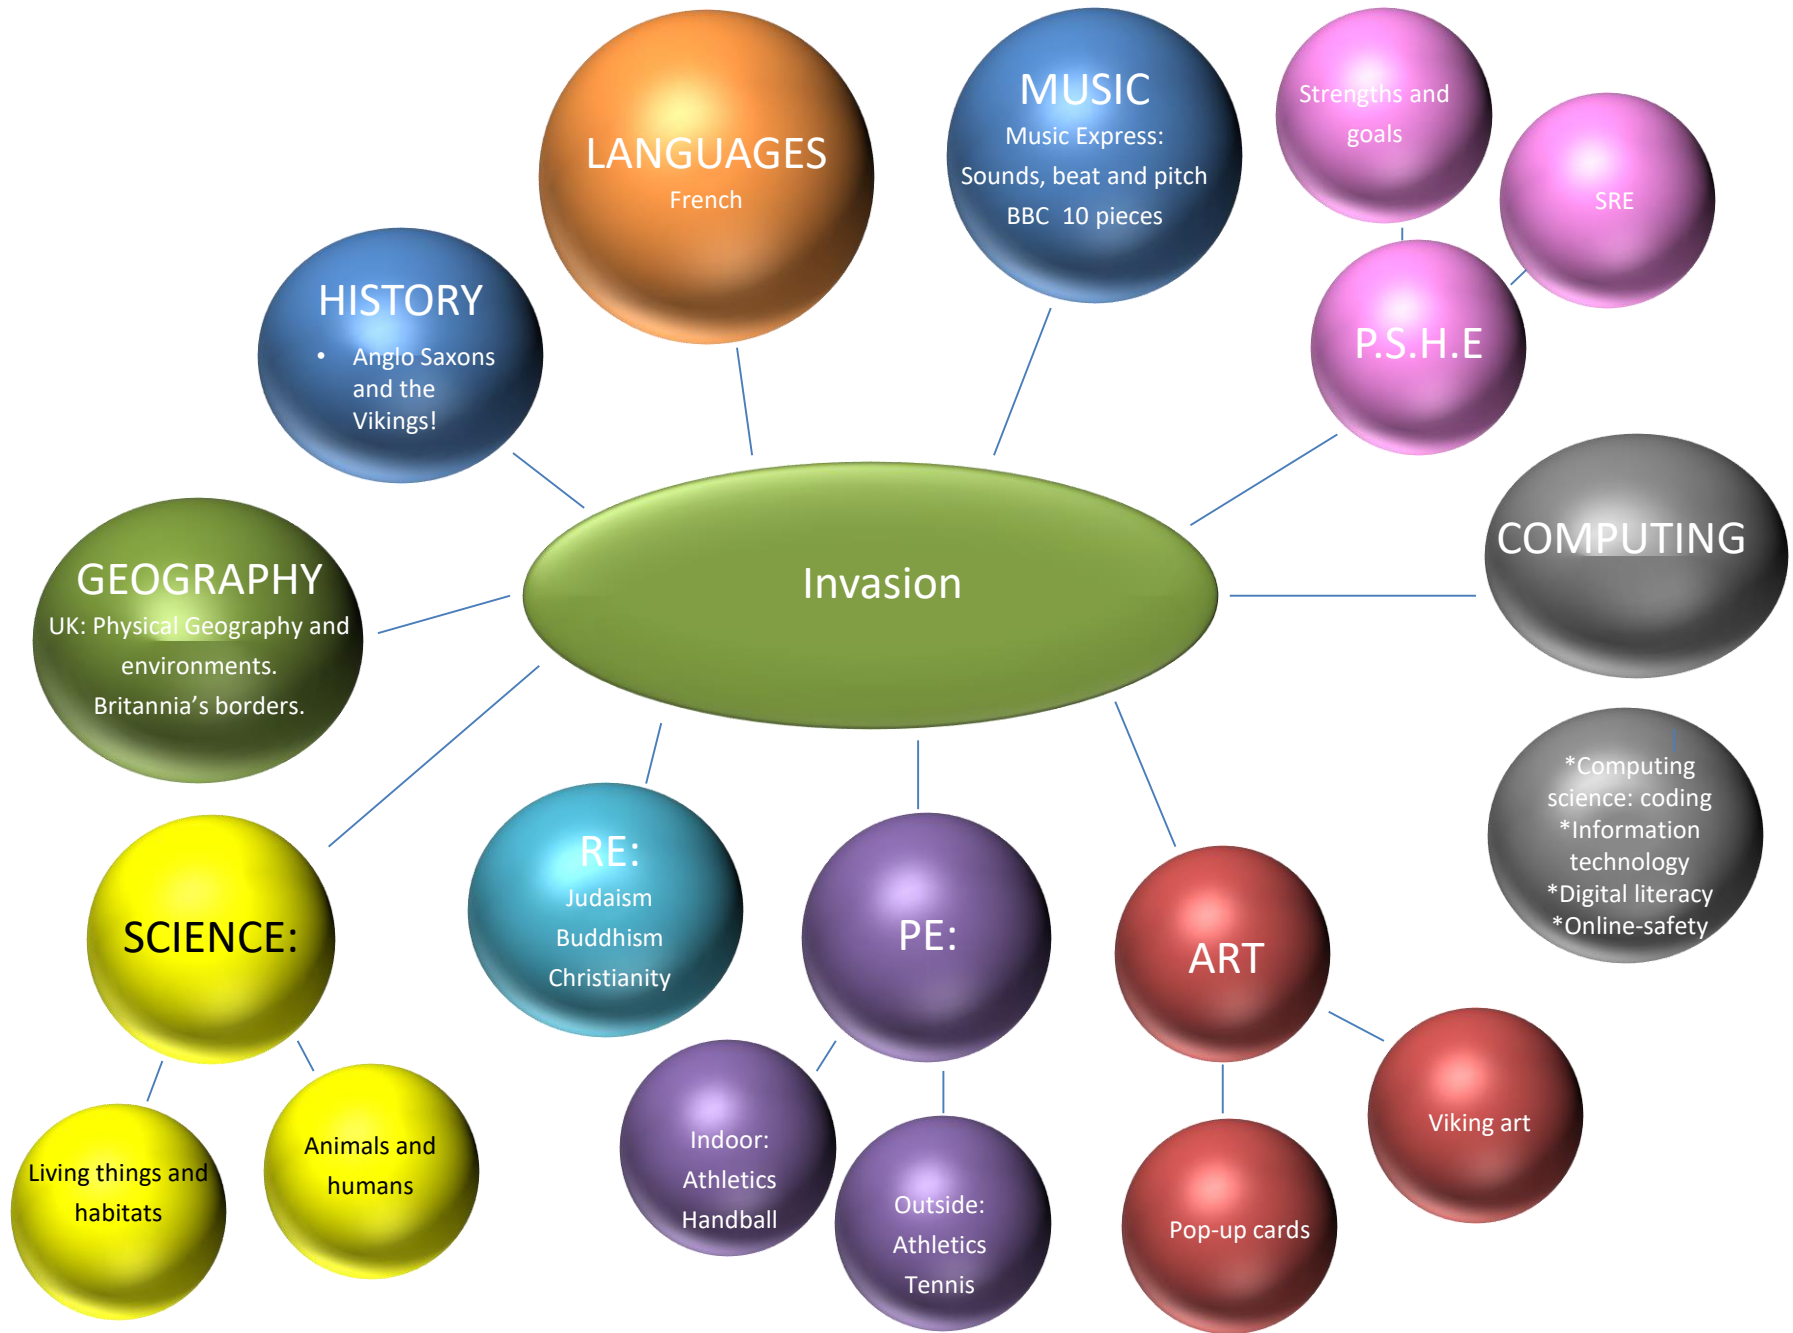 LANGUAGES
French
MUSIC
Music Express:
Sounds, beat and pitch
BBC  10 pieces
Strengths and
goals
SRE
P.S.H.E
HISTORY
• Anglo Saxons
and the
Vikings!
GEOGRAPHY
UK: Physical Geography and
environments.
Britannia’s borders.
Invasion
COMPUTING
*Computing
science: coding
*Information
technology
*Digital literacy
*Online-safety
SCIENCE:
Living things and
habitats
Animals and
humans
RE:
Judaism
Buddhism
Christianity
PE:
Indoor:
Athletics
Handball
Outside:
Athletics
Tennis
ART
Pop-up cards
Viking art